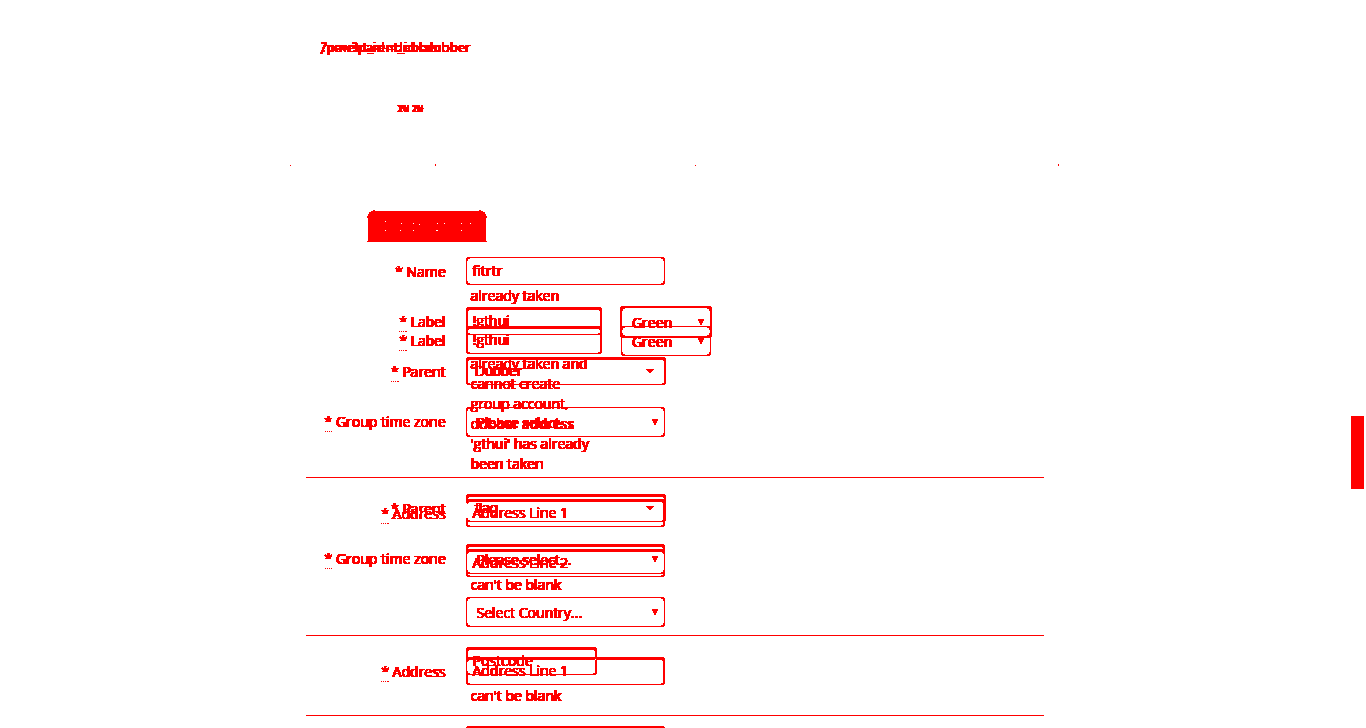 * Name fitrtr
already taken
* Label !gthui Green
* Label !gthui Green
already taken and
* Parent Dubber
cannot create
group account,
* Group time zone Please select...
dubber address
'gthui' has already
been taken
* Parent
* Address Address Line 1
* Group time zone Please select...
Address Line 2
can't be blank
Select Country...
Postcode
* Address Address Line 1
can't be blank